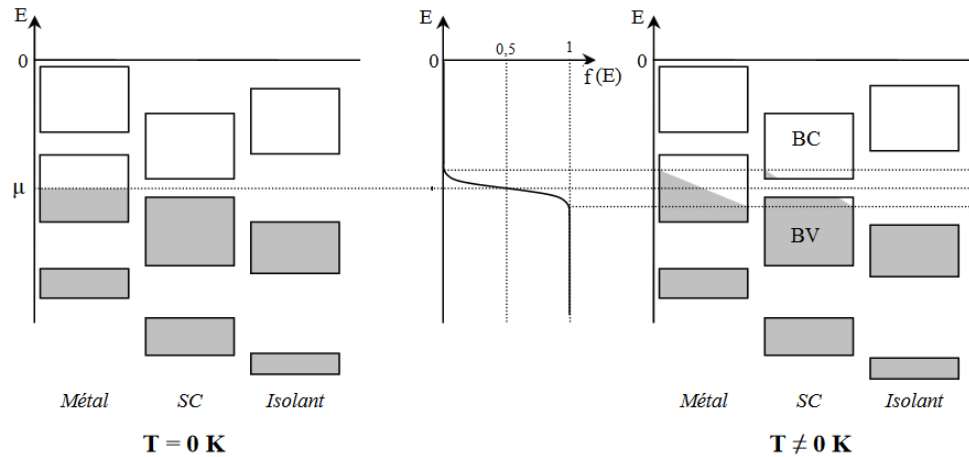 E
0
μ
Métal
SC
Isolant
T = 0 K
E
0,5
1
0
f (E)
E
0
BC
BV
Métal
SC
Isolant
T ≠ 0 K